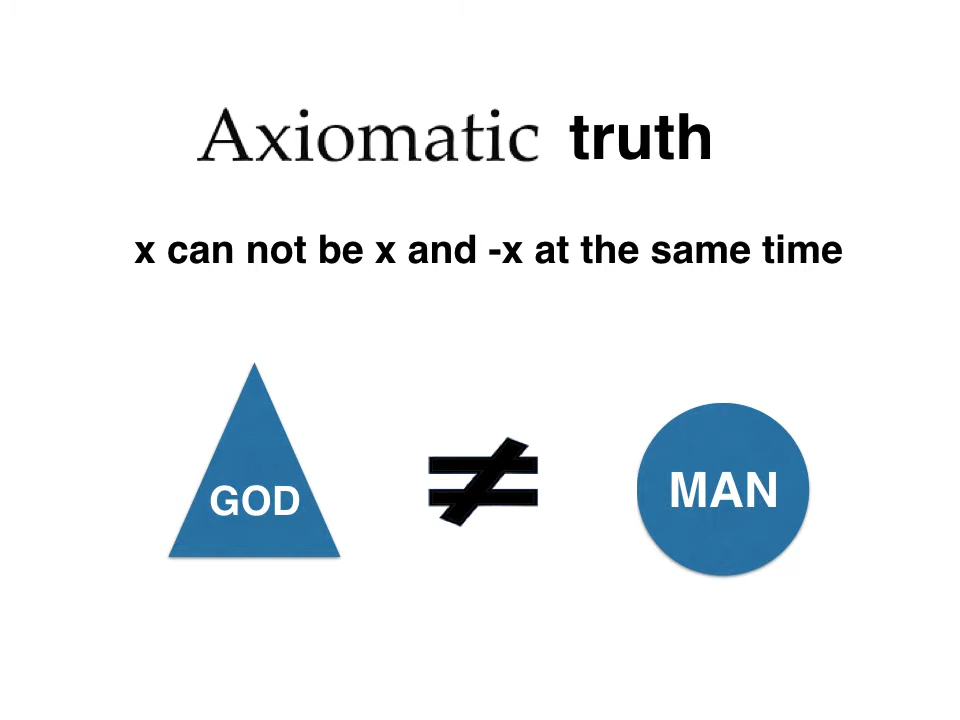 Axiomatic truth
x can not be x and -x at the same time
GOD ≠ MAN